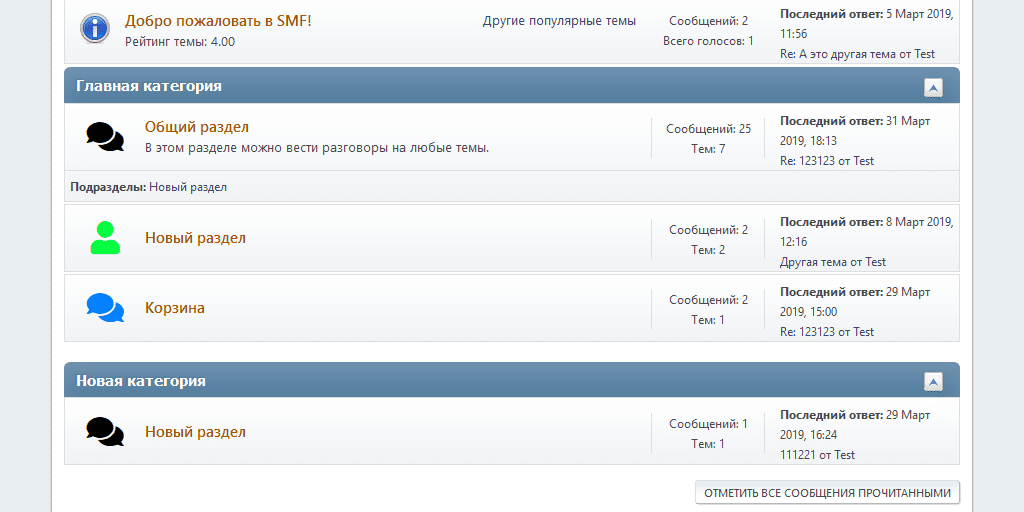 Добро пожаловать в SMF!
Рейтинг темы: 4.00
Другие популярные темы
Сообщений: 2
Всего голосов: 1
Последний ответ: 5 Март 2019,
11:56
Re: А это другая тема от Test
Главная категория
Общий раздел
В этом разделе можно вести разговоры на любые темы.
Сообщений: 25
Тем: 7
Последний ответ: 31 Март
2019, 18:13
Re: 123123 от Test
Подразделы: Новый раздел
Новый раздел
Сообщений: 2
Тем: 2
Последний ответ: 8 Март 2019,
12:16
Другая тема от Test
Корзина
Сообщений: 2
Тем: 1
Последний ответ: 29 Март
2019, 15:00
Re: 123123 от Test
Новая категория
Новый раздел
Сообщений: 1
Тем: 1
Последний ответ: 29 Март
2019, 16:24
111221 от Test
ОТМЕТИТЬ ВСЕ СООБЩЕНИЯ ПРОЧИТАННЫМИ